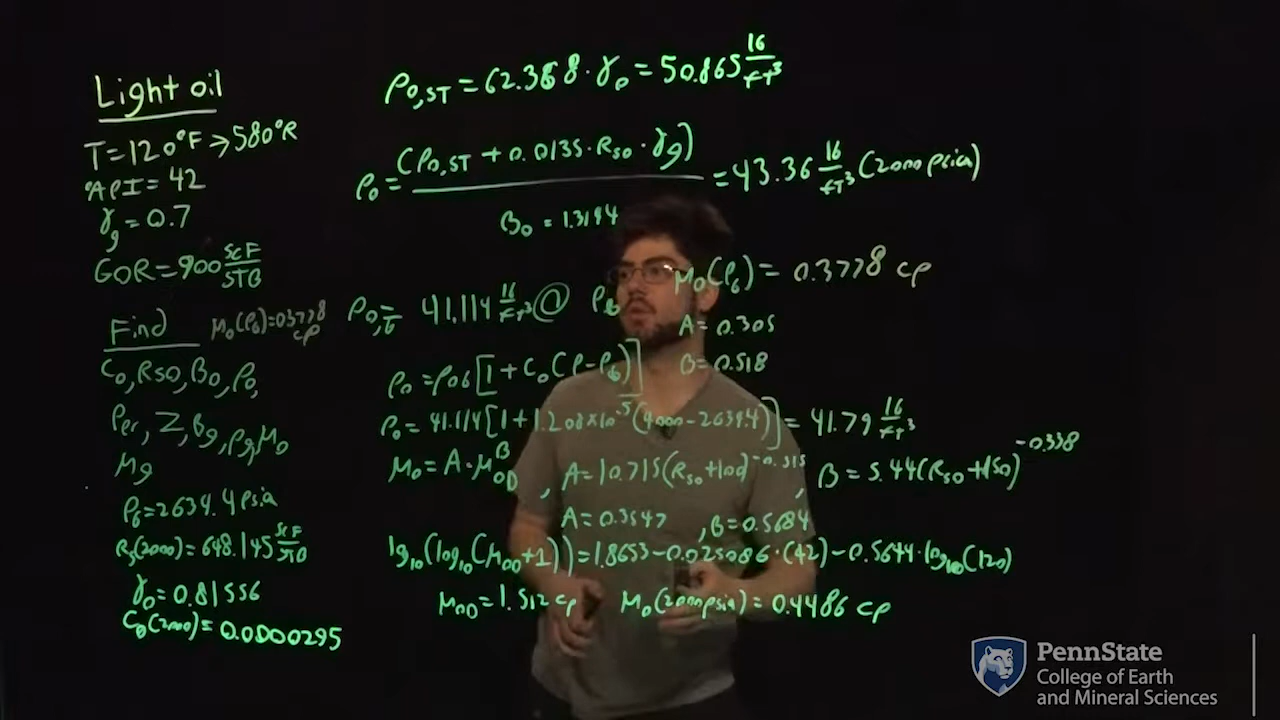 Light oil
T=120°F→580°R
°API=42
γg=0.7
GOR=900 SCF/STB
Find μo(Pb)=0.3778 cp
Co, Rso, Bo, ρo,
Ppc, Z, Bg, ρg, μo
μg
Pb=2634.4 psia
Rs(2000)=648.145 SCF/STB
γo=0.81556
Co(2000)=0.0000295
ρo,ST = 62.368·γo = 50.865 lb/FT³
ρo = (ρo,ST + 0.0135·Rso·γg) / Bo = 1.3194 = 43.36 lb/FT³ (2000 psia)
μo(Pb) = 0.3778 cp
ρo,b = 41.114 lb/FT³ @ Pb
A=0.305
B=0.518
ρo = ρob[1+Co(P-Pb)]
ρo = 41.114[1+1.208×10⁻⁵(4000-2634.4)] = 41.79 lb/FT³
μo = A·μoD^B, A=10.715(Rso+100)^-0.515, B=5.44(Rso+150)^-0.338
A=0.3547, B=0.5684
log10(log10(μoD+1))=1.8653-0.025086·(42)-0.5644·log10(120)
μoD=1.512 cp μo(2000psia)=0.4486 cp
PennState
College of Earth
and Mineral Sciences